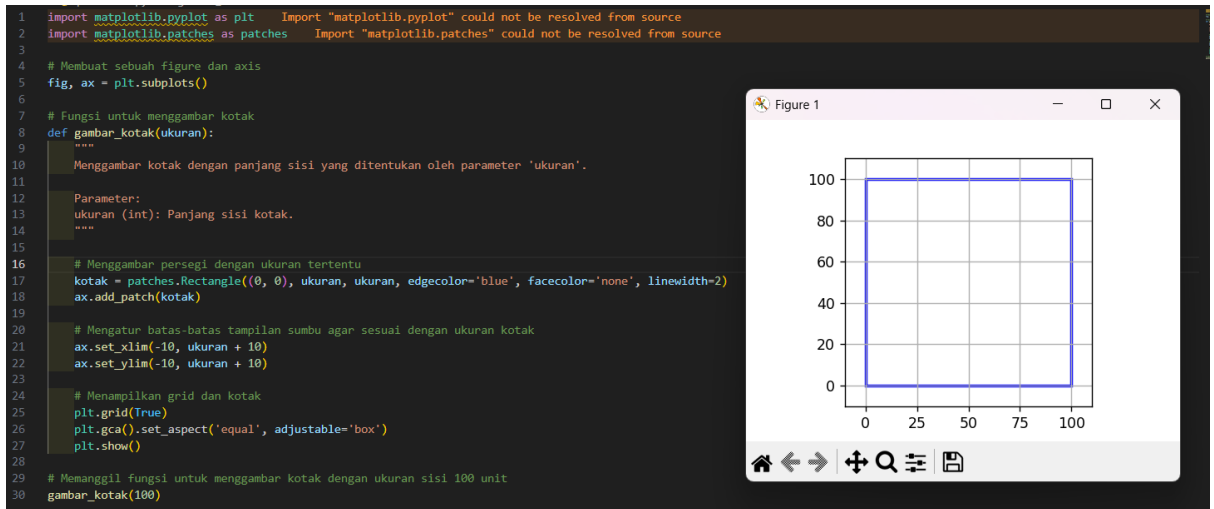 1 import matplotlib.pyplot as plt Import "matplotlib.pyplot" could not be resolved from source
2 import matplotlib.patches as patches Import "matplotlib.patches" could not be resolved from source
3
4 # Membuat sebuah figure dan axis
5 fig, ax = plt.subplots()
6
7 # Fungsi untuk menggambar kotak
8 def gambar_kotak(ukuran):
9     """
10     Menggambar kotak dengan panjang sisi yang ditentukan oleh parameter 'ukuran'.
11
12     Parameter:
13     ukuran (int): Panjang sisi kotak.
14     """
15
16     # Menggambar persegi dengan ukuran tertentu
17     kotak = patches.Rectangle((0, 0), ukuran, ukuran, edgecolor='blue', facecolor='none', linewidth=2)
18     ax.add_patch(kotak)
19
20     # Mengatur batas-batas tampilan sumbu agar sesuai dengan ukuran kotak
21     ax.set_xlim(-10, ukuran + 10)
22     ax.set_ylim(-10, ukuran + 10)
23
24     # Menampilkan grid dan kotak
25     plt.grid(True)
26     plt.gca().set_aspect('equal', adjustable='box')
27     plt.show()
28
29 # Memanggil fungsi untuk menggambar kotak dengan ukuran sisi 100 unit
30 gambar_kotak(100)
Figure 1
100
80
60
40
20
0
0 25 50 75 100